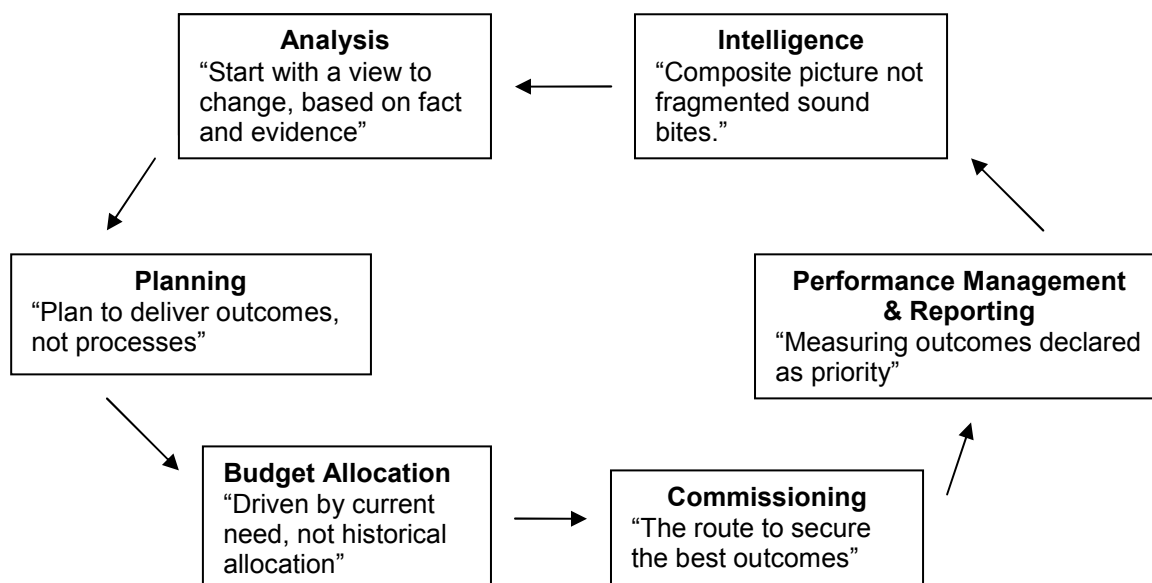 Analysis
“Start with a view to
change, based on fact
and evidence”
Intelligence
“Composite picture not
fragmented sound
bites.”
Planning
“Plan to deliver outcomes,
not processes”
Performance Management
& Reporting
“Measuring outcomes declared
as priority”
Budget Allocation
“Driven by current
need, not historical
allocation”
Commissioning
“The route to secure
the best outcomes”